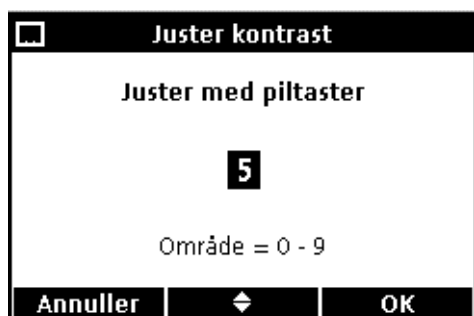 Juster kontrast
Juster med piltaster
5
Område = 0 - 9
Annuller OK